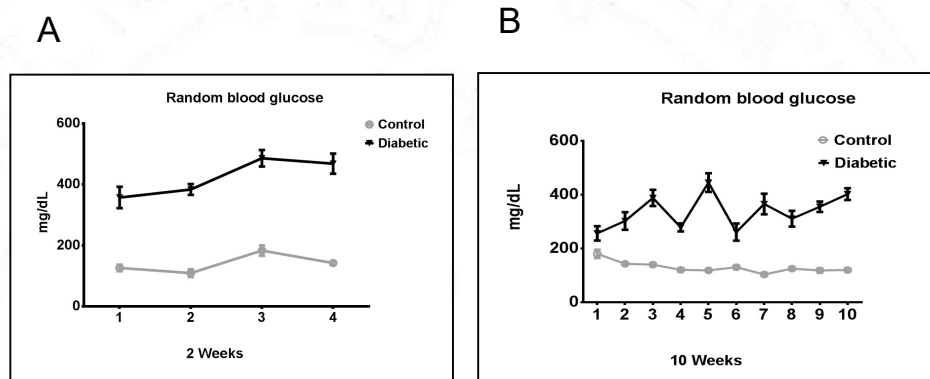 A
Random blood glucose
600
400
200
0
mg/dL
Control
Diabetic
1 2 3 4
2 Weeks
B
Random blood glucose
600
400
200
0
mg/dL
Control
Diabetic
1 2 3 4 5 6 7 8 9 10
10 Weeks